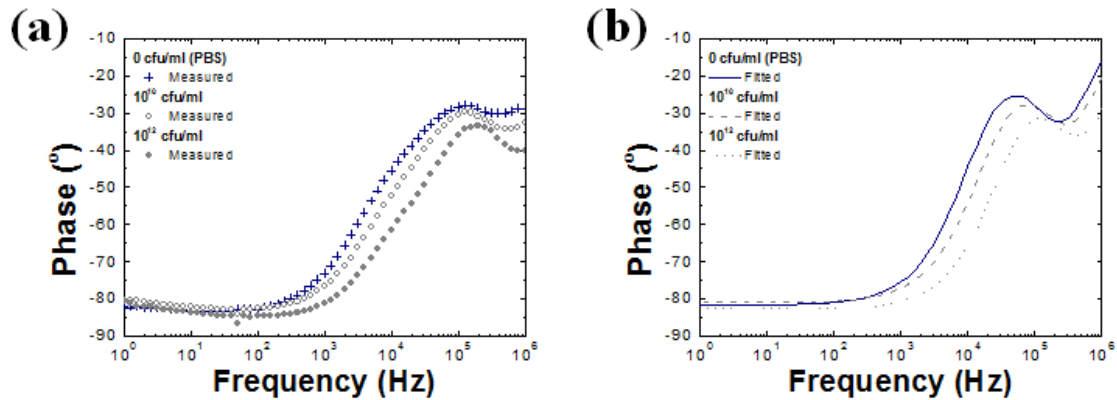 (a)
-10
-20
-30
-40
-50
-60
-70
-80
-90
Phase (º)
0 cfu/ml (PBS)
Measured
10¹⁰ cfu/ml
Measured
10¹² cfu/ml
Measured
10⁰ 10¹ 10² 10³ 10⁴ 10⁵ 10⁶
Frequency (Hz)
(b)
-10
-20
-30
-40
-50
-60
-70
-80
-90
Phase (º)
0 cfu/ml (PBS)
Fitted
10¹⁰ cfu/ml
Fitted
10¹² cfu/ml
Fitted
10⁰ 10¹ 10² 10³ 10⁴ 10⁵ 10⁶
Frequency (Hz)